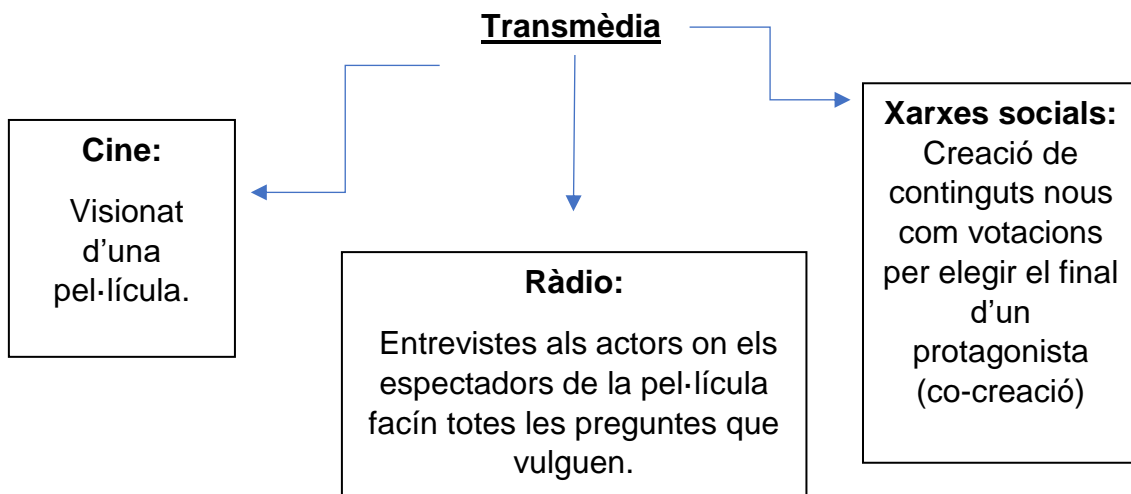 Transmèdia
Cine:
Visionat
d’una
pel·lícula.
Ràdio:
Entrevistes als actors on els
espectadors de la pel·lícula
facín totes les preguntes que
vulguen.
Xarxes socials:
Creació de
continguts nous
com votacions
per elegir el final
d’un
protagonista
(co-creació)